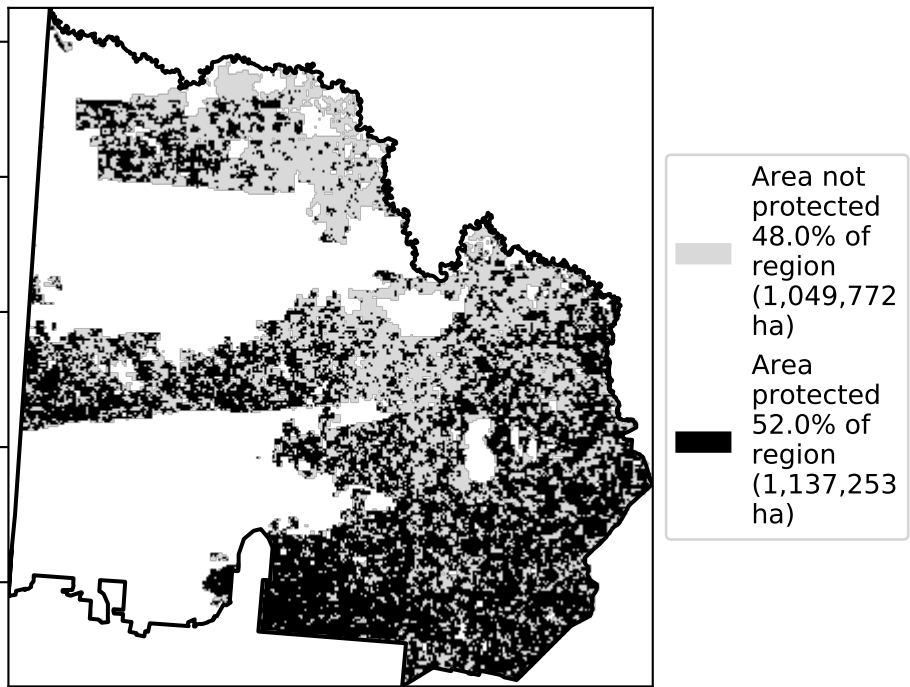 Area not
protected
48.0% of
region
(1,049,772
ha)
Area
protected
52.0% of
region
(1,137,253
ha)